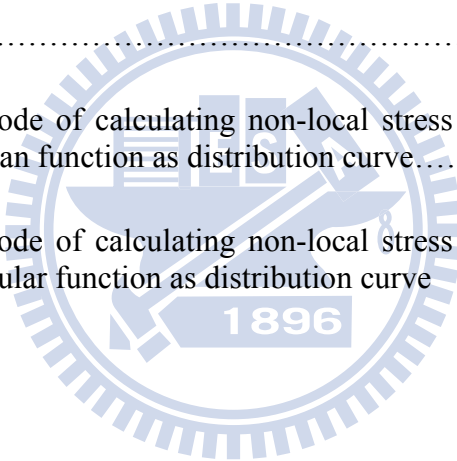 …………………………………
ode of calculating non-local stress
an function as distribution curve….
ode of calculating non-local stress
ular function as distribution curve
1896